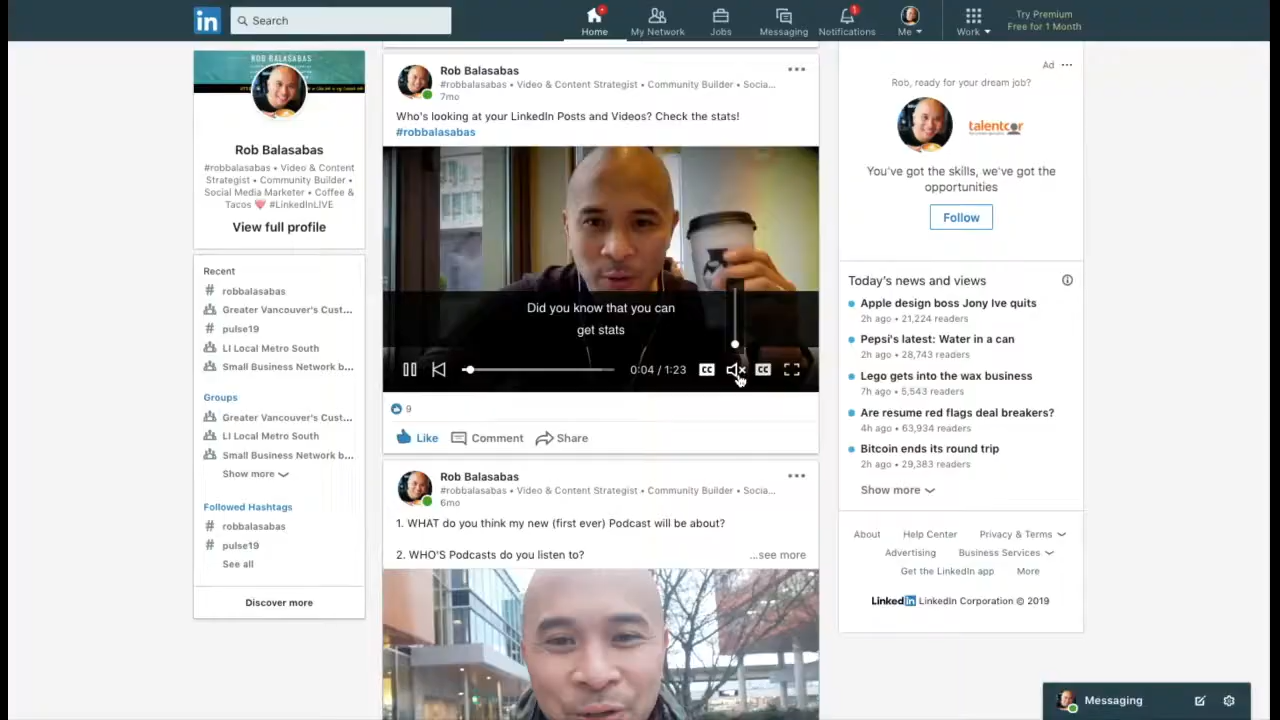 in
Search
Home
My Network
Jobs
Messaging
1
Notifications
Me
Work
Try Premium
Free for 1 Month
ROB BALASABAS
Rob Balasabas
#robbalasabas • Video & Content
Strategist • Community Builder •
Social Media Marketer • Coffee &
Tacos 💖 #LinkedInLIVE
View full profile
Recent
# robbalasabas
Greater Vancouver's Cust...
# pulse19
LI Local Metro South
Small Business Network b...
Groups
Greater Vancouver's Cust...
LI Local Metro South
Small Business Network b...
Show more
Followed Hashtags
# robbalasabas
# pulse19
See all
Discover more
Rob Balasabas
#robbalasabas • Video & Content Strategist • Community Builder • Socia...
7mo
Who's looking at your LinkedIn Posts and Videos? Check the stats!
#robbalasabas
Did you know that you can
get stats
0:04 / 1:23
CC
CC
9
Like
Comment
Share
Rob Balasabas
#robbalasabas • Video & Content Strategist • Community Builder • Socia...
6mo
1. WHAT do you think my new (first ever) Podcast will be about?
2. WHO'S Podcasts do you listen to?
...see more
Ad
Rob, ready for your dream job?
talentcor
You've got the skills, we've got the
opportunities
Follow
Today's news and views
Apple design boss Jony Ive quits
2h ago • 21,224 readers
Pepsi's latest: Water in a can
2h ago • 28,743 readers
Lego gets into the wax business
7h ago • 5,543 readers
Are resume red flags deal breakers?
4h ago • 63,934 readers
Bitcoin ends its round trip
2h ago • 29,383 readers
Show more
About Help Center Privacy & Terms
Advertising Business Services
Get the LinkedIn app More
LinkedIn LinkedIn Corporation © 2019
Messaging